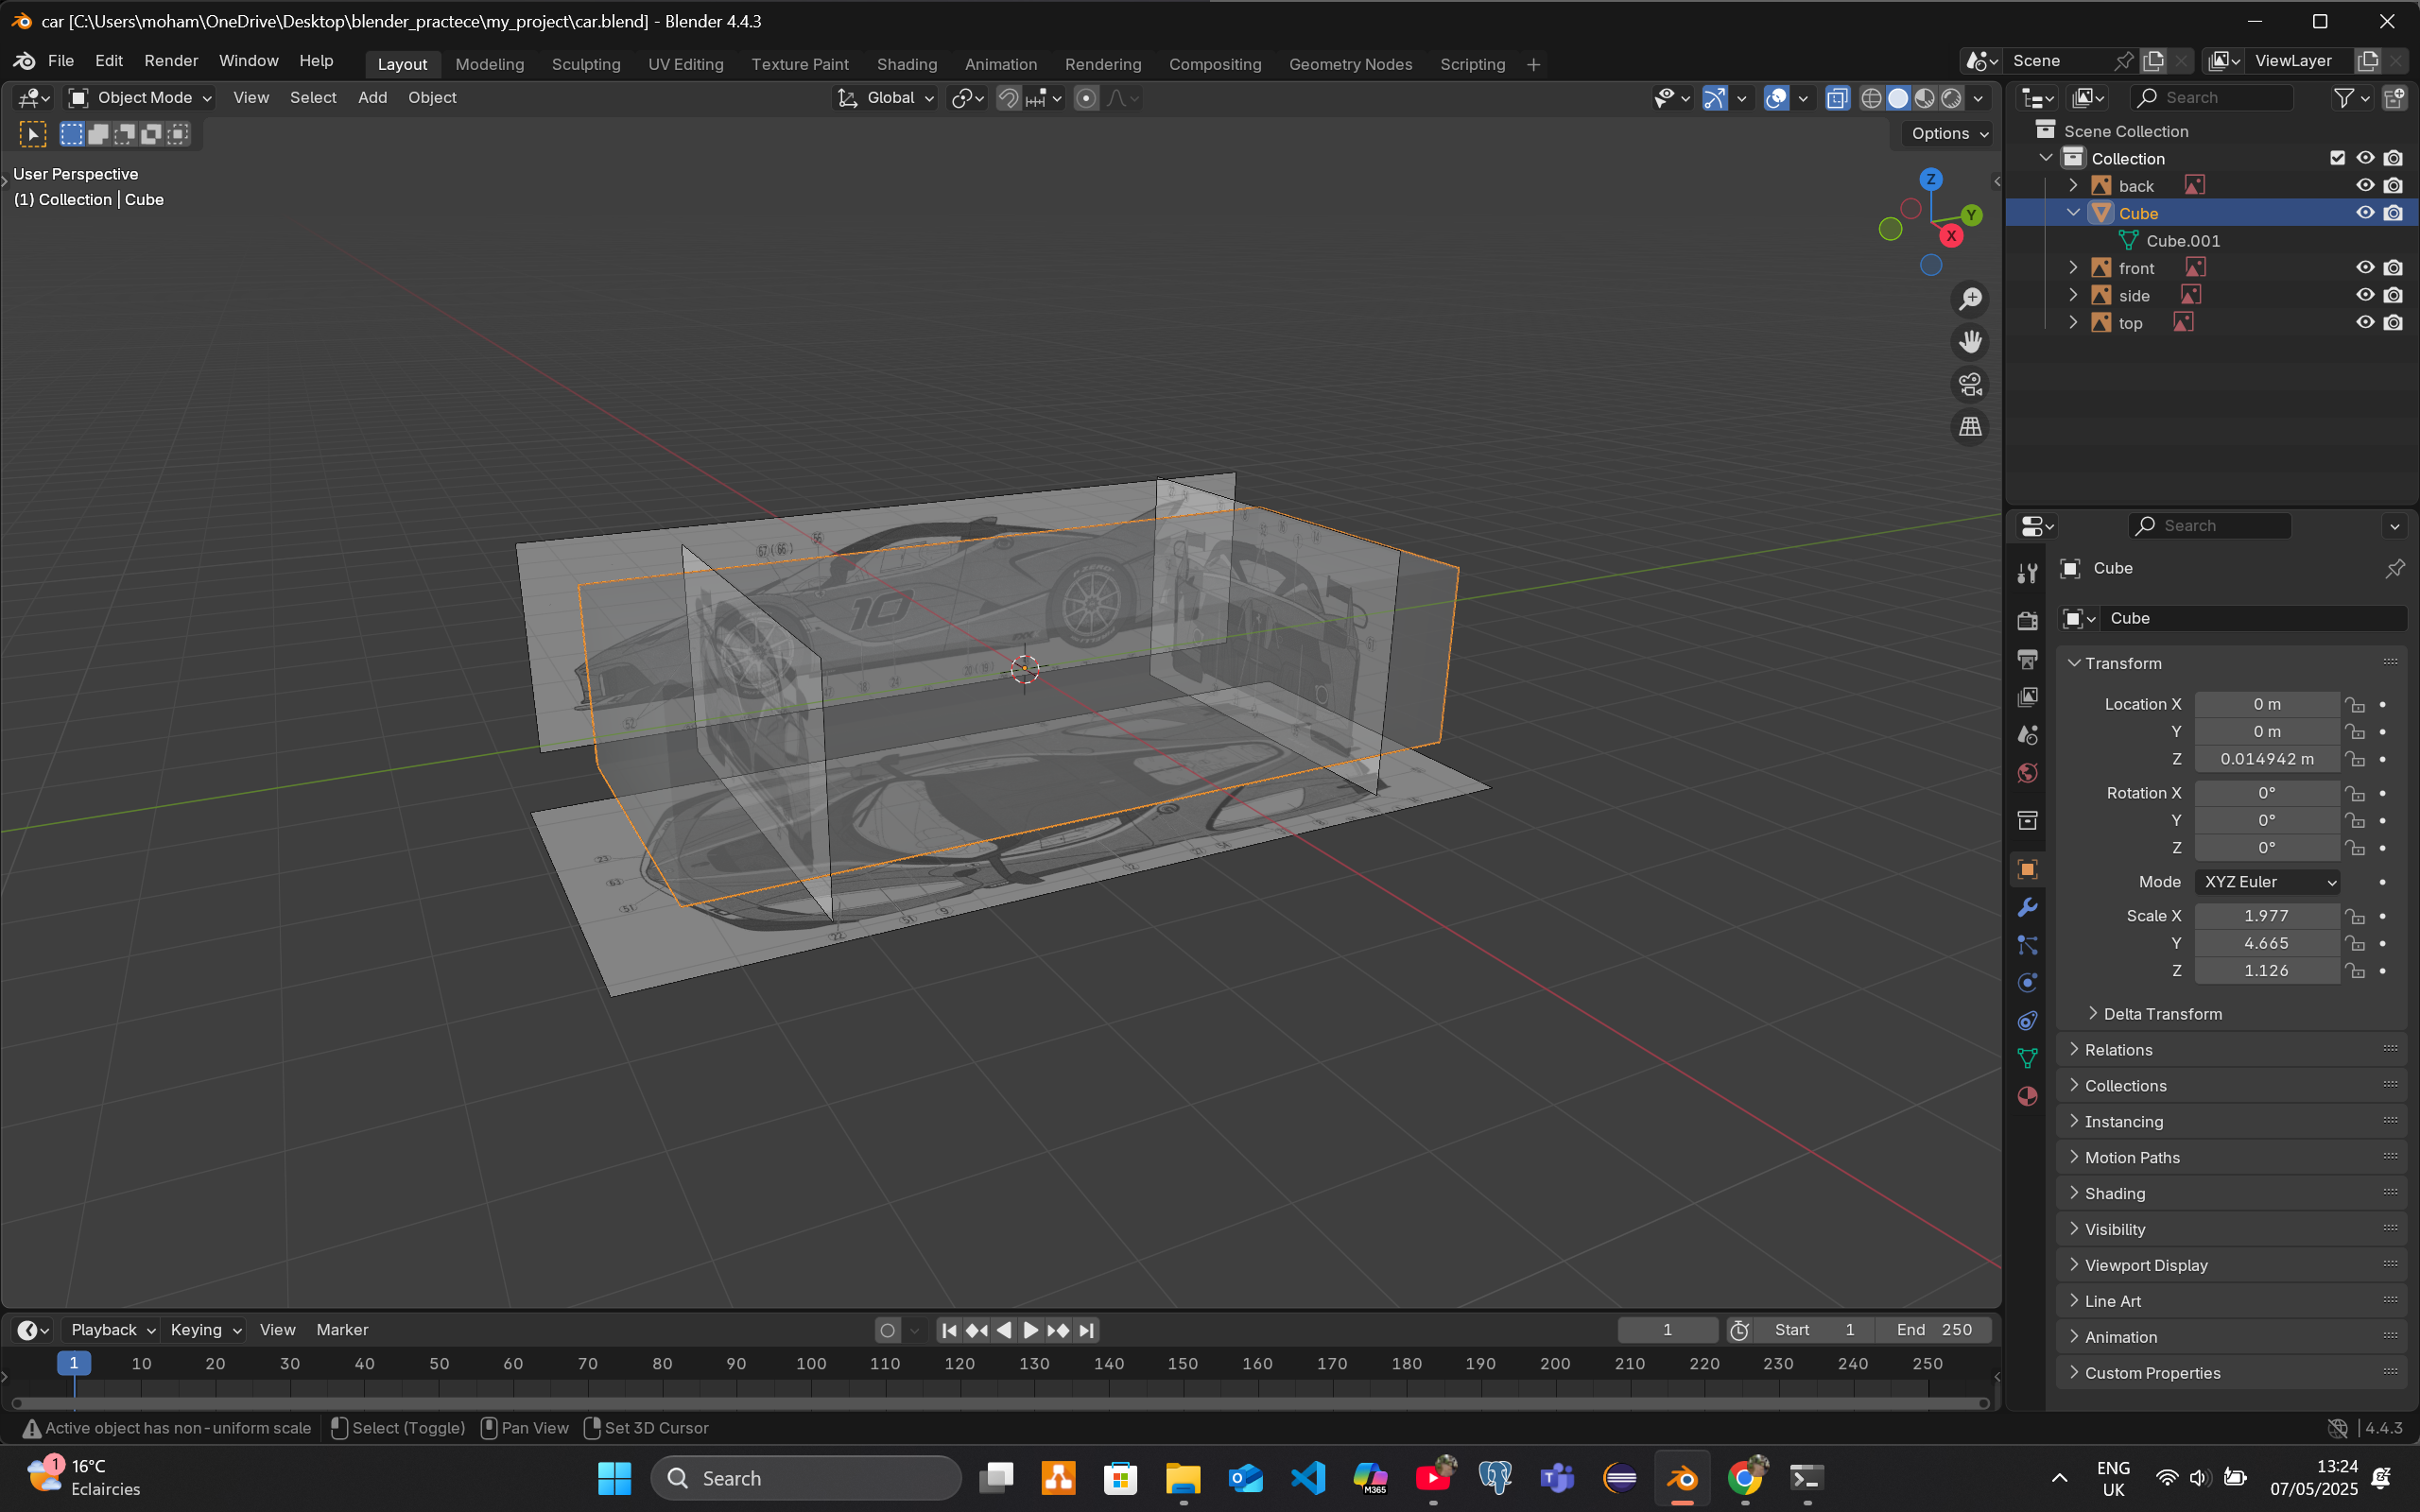 car [C:\Users\moham\OneDrive\Desktop\blender_practece\my_project\car.blend] - Blender 4.4.3
File Edit Render Window Help Layout Modeling Sculpting UV Editing Texture Paint Shading Animation Rendering Compositing Geometry Nodes Scripting + Scene ViewLayer
Object Mode View Select Add Object Global Search
Options
User Perspective
(1) Collection | Cube
Z
Y
X
Scene Collection
Collection
back
Cube
Cube.001
front
side
top
Search
Cube
Cube
Transform
Location X 0 m
Y 0 m
Z 0.014942 m
Rotation X 0°
Y 0°
Z 0°
Mode XYZ Euler
Scale X 1.977
Y 4.665
Z 1.126
Delta Transform
Relations
Collections
Instancing
Motion Paths
Shading
Visibility
Viewport Display
Line Art
Animation
Custom Properties
10
Playback Keying View Marker 1 Start 1 End 250
1 10 20 30 40 50 60 70 80 90 100 110 120 130 140 150 160 170 180 190 200 210 220 230 240 250
Active object has non-uniform scale Select (Toggle) Pan View Set 3D Cursor 4.4.3
1 16°C
Eclaircies
Search
M365
ENG
UK
13:24
07/05/2025